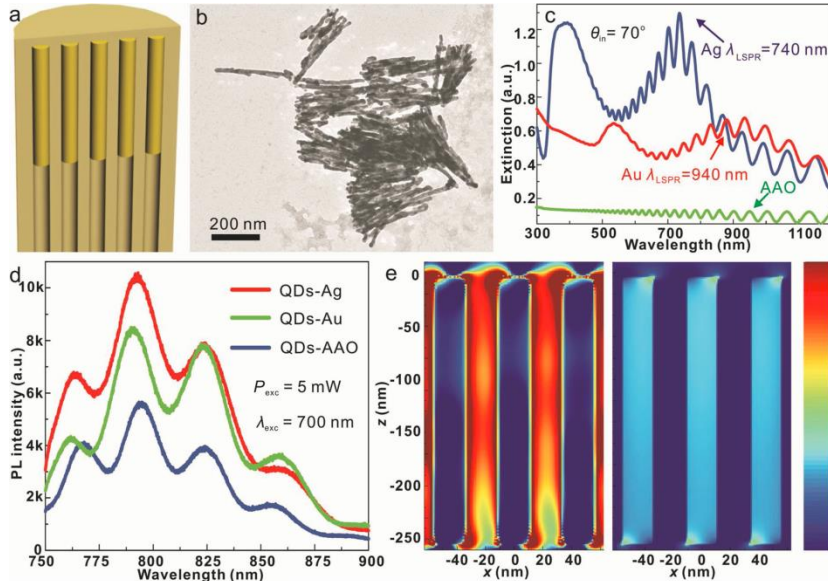 a
b
200 nm
c
θin = 70°
Ag λLSPR=740 nm
Au λLSPR=940 nm
AAO
Extinction (a.u.)
1.2
1.0
0.8
0.6
0.4
0.2
300 500 700 900 1100
Wavelength (nm)
d
QDs-Ag
QDs-Au
QDs-AAO
Pexc = 5 mW
λexc = 700 nm
PL intensity (a.u.)
10k
8k
6k
4k
2k
0
750 775 800 825 850 875 900
Wavelength (nm)
e
z (nm)
0
-50
-100
-150
-200
-250
-40 -20 0 20 40
x (nm)
-40 -20 0 20 40
x (nm)